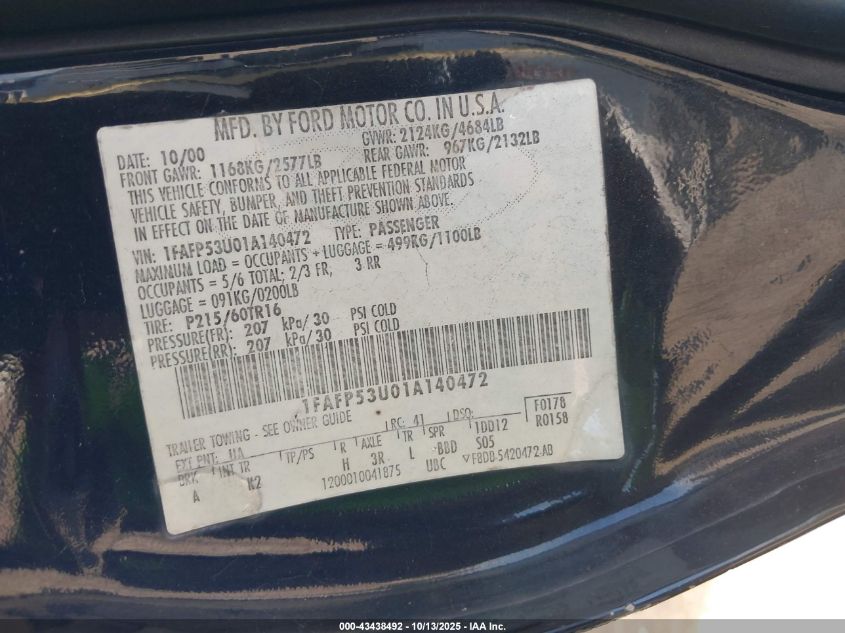 MFD. BY FORD MOTOR CO. IN U.S.A.
DATE: 10/00 GVWR: 2124KG/4684LB
FRONT GAWR: 1168KG/2577LB REAR GAWR: 967KG/2132LB
THIS VEHICLE CONFORMS TO ALL APPLICABLE FEDERAL MOTOR
VEHICLE SAFETY, BUMPER, AND THEFT PREVENTION STANDARDS
IN EFFECT ON THE DATE OF MANUFACTURE SHOWN ABOVE.
VIN: 1FAFP53U01A140472 TYPE: PASSENGER
MAXIMUM LOAD = OCCUPANTS + LUGGAGE = 499KG/1100LB
OCCUPANTS = 5/6 TOTAL; 2/3 FR, 3 RR
LUGGAGE = 091KG/0200LB
TIRE: P215/60TR16
PRESSURE(FR): 207 kPa/30 PSI COLD
PRESSURE(RR): 207 kPa/30 PSI COLD
1FAFP53U01A140472
TRAILER TOWING - SEE OWNER GUIDE
EXT PNT: UA RC: 41 DSO: F0178
R0158
BRK INT TR TP/PS R AXLE TR SPR 1DD12
A K2 H 3R L BBD S05
1200010041875 UBC F8DB-5420472-AB
000-43438492 - 10/13/2025 - IAA Inc.